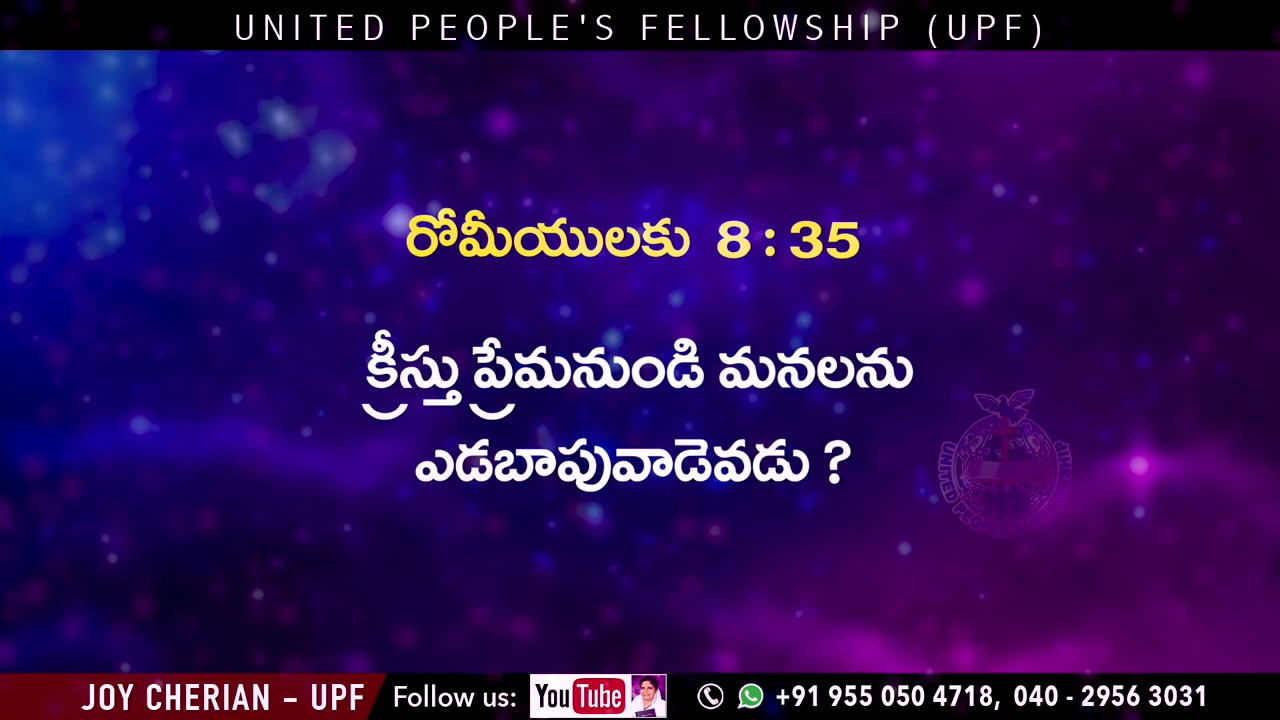 UNITED PEOPLE'S FELLOWSHIP (UPF)
రోమీయులకు 8 : 35
క్రీస్తు ప్రేమనుండి మనలను
ఎడబాపువాడెవడు ?
JOY CHERIAN – UPF Follow us: YouTube +91 955 050 4718, 040 - 2956 3031